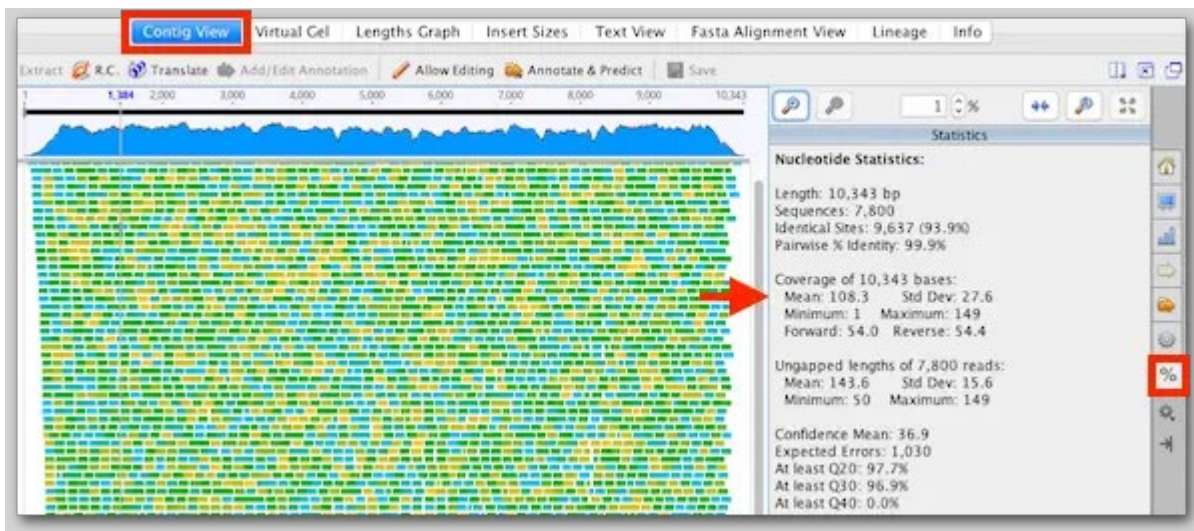 Contig View Virtual Gel Lengths Graph Insert Sizes Text View Fasta Alignment View Lineage Info
Extract R.C. Translate Add/Edit Annotation Allow Editing Annotate & Predict Save
1 1,384 2,000 3,000 4,000 5,000 6,000 7,000 8,000 9,000 10,343
1 %
Statistics
Nucleotide Statistics:
Length: 10,343 bp
Sequences: 7,800
Identical Sites: 9,637 (93.9%)
Pairwise % Identity: 99.9%
Coverage of 10,343 bases:
Mean: 108.3 Std Dev: 27.6
Minimum: 1 Maximum: 149
Forward: 54.0 Reverse: 54.4
Ungapped lengths of 7,800 reads:
Mean: 143.6 Std Dev: 15.6
Minimum: 50 Maximum: 149
Confidence Mean: 36.9
Expected Errors: 1,030
At least Q20: 97.7%
At least Q30: 96.9%
At least Q40: 0.0%
%